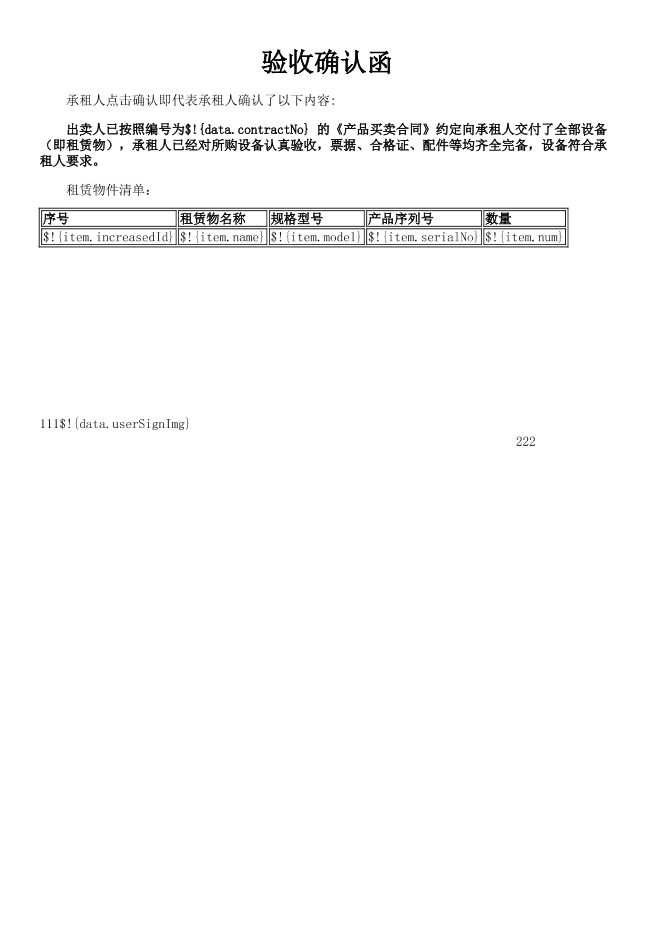 验收确认函
承租人点击确认即代表承租人确认了以下内容:
出卖人已按照编号为$!{data.contractNo} 的《产品买卖合同》约定向承租人交付了全部设备
（即租赁物），承租人已经对所购设备认真验收，票据、合格证、配件等均齐全完备，设备符合承
租人要求。
租赁物件清单：
序号 租赁物名称 规格型号 产品序列号 数量
$!{item.increasedId} $!{item.name} $!{item.model} $!{item.serialNo} $!{item.num}
111$!{data.userSignImg}
222